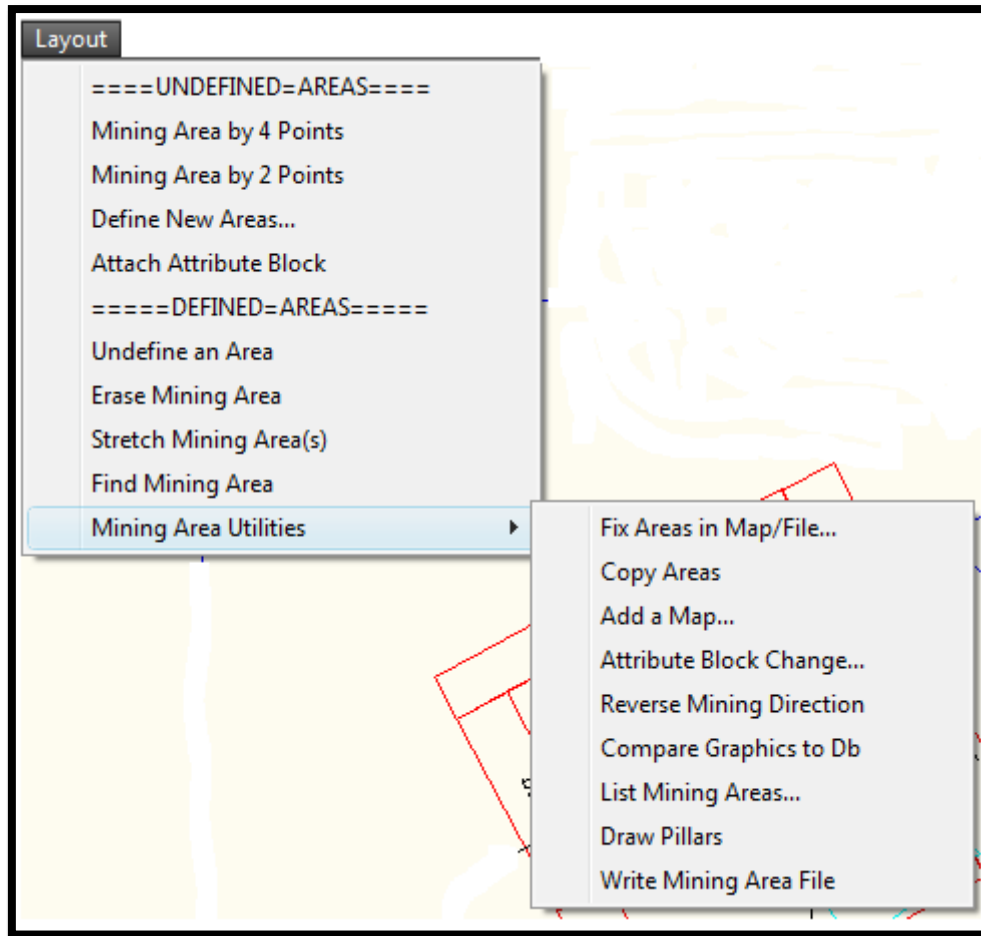 Layout
====UNDEFINED=AREAS====
Mining Area by 4 Points
Mining Area by 2 Points
Define New Areas...
Attach Attribute Block
=====DEFINED=AREAS=====
Undefine an Area
Erase Mining Area
Stretch Mining Area(s)
Find Mining Area
Mining Area Utilities
Fix Areas in Map/File...
Copy Areas
Add a Map...
Attribute Block Change...
Reverse Mining Direction
Compare Graphics to Db
List Mining Areas...
Draw Pillars
Write Mining Area File